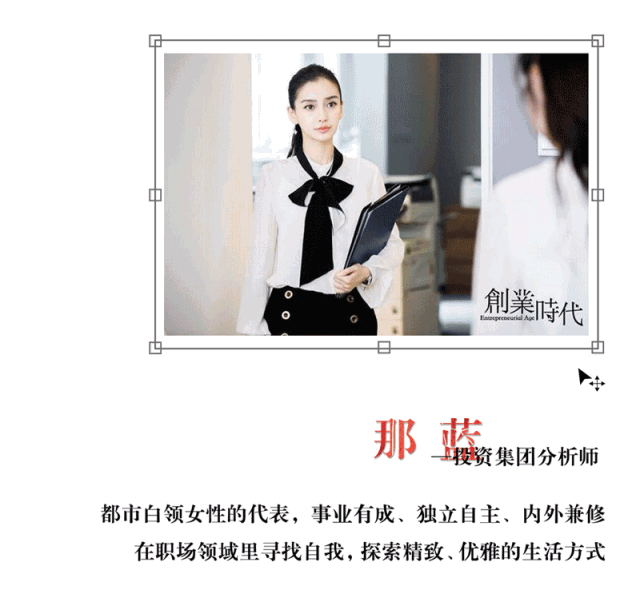 創業時代
Entrepreneurial Age
那 蓝
—投资集团分析师
都市白领女性的代表，事业有成、独立自主、内外兼修
在职场领域里寻找自我，探索精致、优雅的生活方式